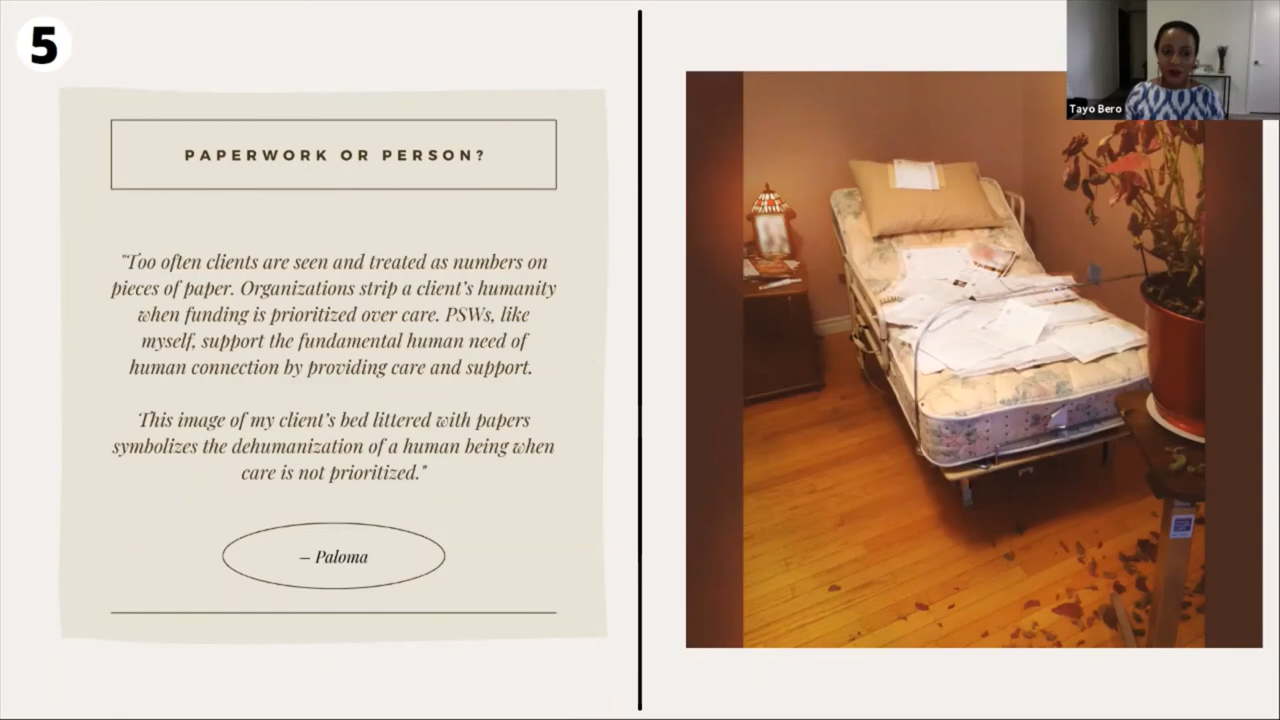 5
PAPERWORK OR PERSON?
"Too often clients are seen and treated as numbers on
pieces of paper. Organizations strip a client's humanity
when funding is prioritized over care. PSWs, like
myself, support the fundamental human need of
human connection by providing care and support.
This image of my client's bed littered with papers
symbolizes the dehumanization of a human being when
care is not prioritized."
– Paloma
Tayo Bero